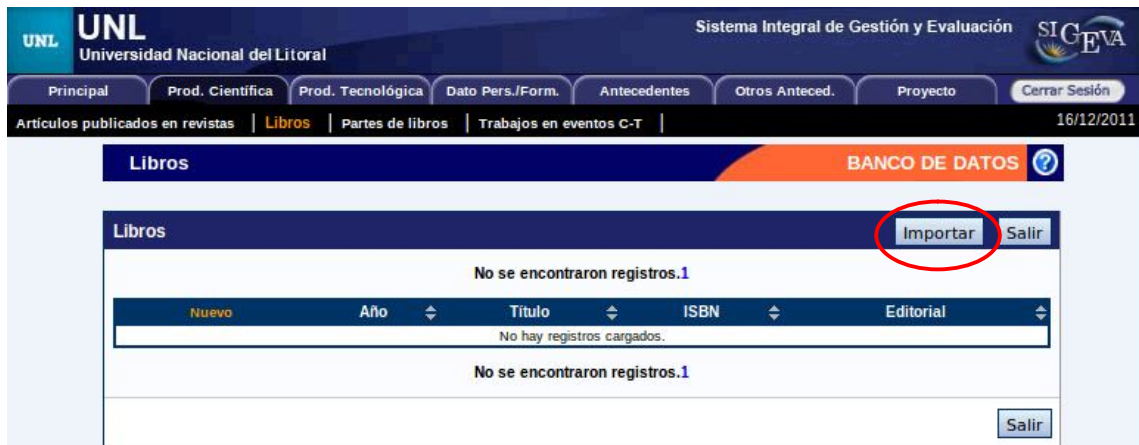 UNL
UNL
Universidad Nacional del Litoral
Sistema Integral de Gestión y Evaluación
SIGEVA
Principal
Prod. Científica
Prod. Tecnológica
Dato Pers./Form.
Antecedentes
Otros Anteced.
Proyecto
Cerrar Sesión
Artículos publicados en revistas | Libros | Partes de libros | Trabajos en eventos C-T |
16/12/2011
Libros
BANCO DE DATOS ?
Libros
Importar
Salir
No se encontraron registros.1
Nuevo Año Título ISBN Editorial
No hay registros cargados.
No se encontraron registros.1
Salir